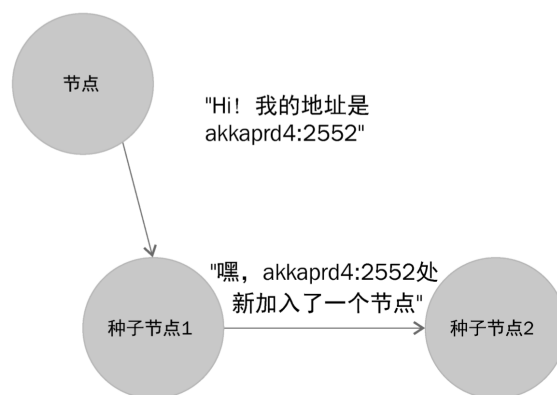 节点
"Hi！我的地址是
akkaprd4:2552"
"嘿，akkaprd4:2552处
新加入了一个节点"
种子节点1
种子节点2